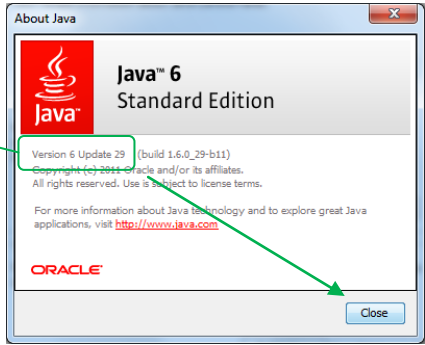 About Java
Java™ 6
Standard Edition
Java™
Version 6 Update 29 (build 1.6.0_29-b11)
Copyright (c) 2011 Oracle and/or its affiliates.
All rights reserved. Use is subject to license terms.
For more information about Java technology and to explore great Java
applications, visit http://www.java.com
ORACLE®
Close